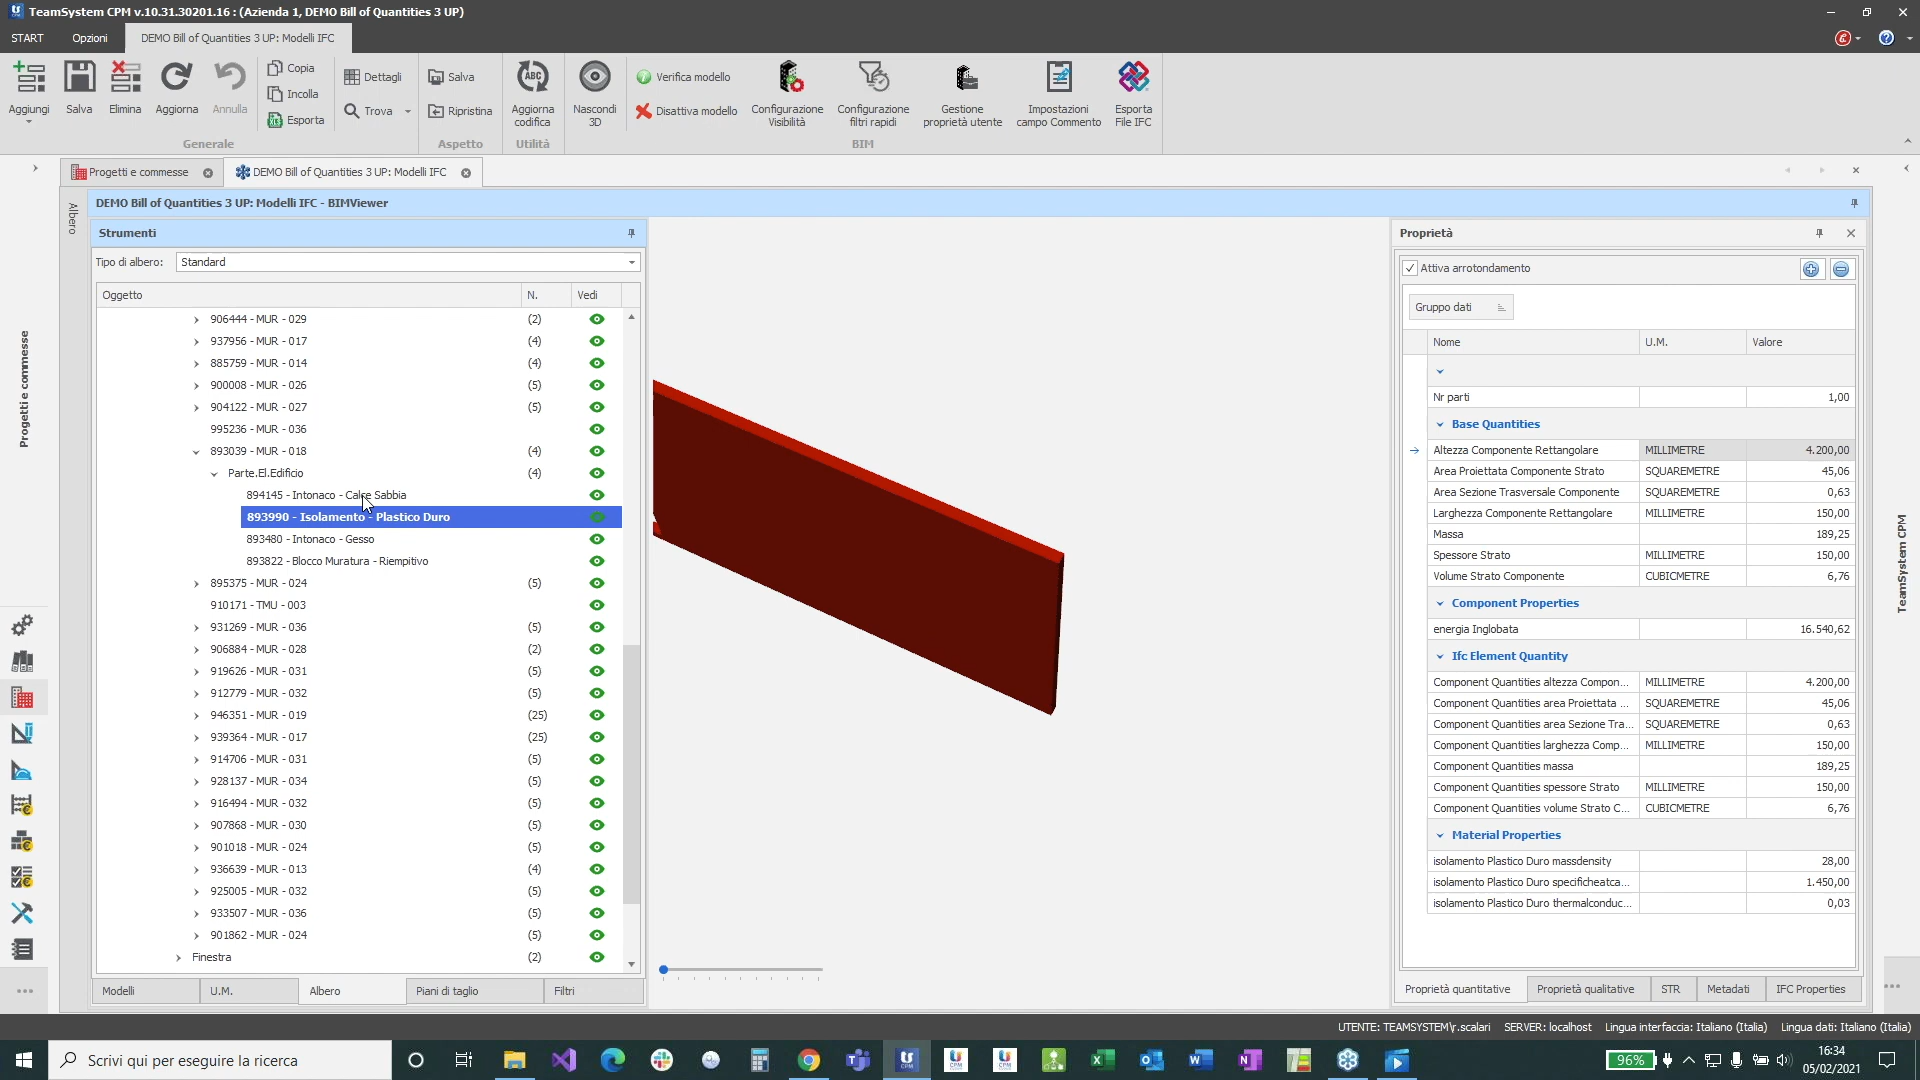 TeamSystem CPM v.10.31.30201.16 : (Azienda 1, DEMO Bill of Quantities 3 UP)
START Opzioni DEMO Bill of Quantities 3 UP: Modelli IFC
Aggiungi Salva Elimina Aggiorna Annulla
Copia
Incolla
Esporta
Dettagli
Trova
Salva
Ripristina
Aggiorna codifica
Nascondi 3D
Verifica modello
Disattiva modello
Configurazione Visibilità
Configurazione filtri rapidi
Gestione proprietà utente
Impostazioni campo Commento
Esporta File IFC
Generale Aspetto Utilità BIM
Progetti e commesse DEMO Bill of Quantities 3 UP: Modelli IFC
Progetti e commesse
Albero
DEMO Bill of Quantities 3 UP: Modelli IFC - BIMViewer
Strumenti
Tipo di albero: Standard
Oggetto N. Vedi
906444 - MUR - 029 (2)
937956 - MUR - 017 (4)
885759 - MUR - 014 (4)
900008 - MUR - 026 (5)
904122 - MUR - 027 (5)
995236 - MUR - 036
893039 - MUR - 018 (4)
Parte.El.Edificio (4)
894145 - Intonaco - Calce Sabbia
893990 - Isolamento - Plastico Duro
893480 - Intonaco - Gesso
893822 - Blocco Muratura - Riempitivo
895375 - MUR - 024 (5)
910171 - TMU - 003
931269 - MUR - 036 (5)
906884 - MUR - 028 (2)
919626 - MUR - 031 (5)
912779 - MUR - 032 (5)
946351 - MUR - 019 (25)
939364 - MUR - 017 (25)
914706 - MUR - 031 (5)
928137 - MUR - 034 (5)
916494 - MUR - 032 (5)
907868 - MUR - 030 (5)
901018 - MUR - 024 (5)
936639 - MUR - 013 (4)
925005 - MUR - 032 (5)
933507 - MUR - 036 (5)
901862 - MUR - 024 (5)
Finestra (2)
Modelli U.M. Albero Piani di taglio Filtri
Proprietà
Attiva arrotondamento
Gruppo dati
Nome U.M. Valore
Nr parti 1,00
Base Quantities
Altezza Componente Rettangolare MILLIMETRE 4.200,00
Area Proiettata Componente Strato SQUAREMETRE 45,06
Area Sezione Trasversale Componente SQUAREMETRE 0,63
Larghezza Componente Rettangolare MILLIMETRE 150,00
Massa 189,25
Spessore Strato MILLIMETRE 150,00
Volume Strato Componente CUBICMETRE 6,76
Component Properties
energia Inglobata 16.540,62
Ifc Element Quantity
Component Quantities altezza Compon... MILLIMETRE 4.200,00
Component Quantities area Proiettata ... SQUAREMETRE 45,06
Component Quantities area Sezione Tra... SQUAREMETRE 0,63
Component Quantities larghezza Comp... MILLIMETRE 150,00
Component Quantities massa 189,25
Component Quantities spessore Strato MILLIMETRE 150,00
Component Quantities volume Strato C... CUBICMETRE 6,76
Material Properties
isolamento Plastico Duro massdensity 28,00
isolamento Plastico Duro specificheatca... 1.450,00
isolamento Plastico Duro thermalconduc... 0,03
Proprietà quantitative Proprietà qualitative STR Metadati IFC Properties
TeamSystem CPM
UTENTE: TEAMSYSTEM\r.scalari SERVER: localhost Lingua interfaccia: Italiano (Italia) Lingua dati: Italiano (Italia)
Scrivi qui per eseguire la ricerca
96%
16:34
05/02/2021